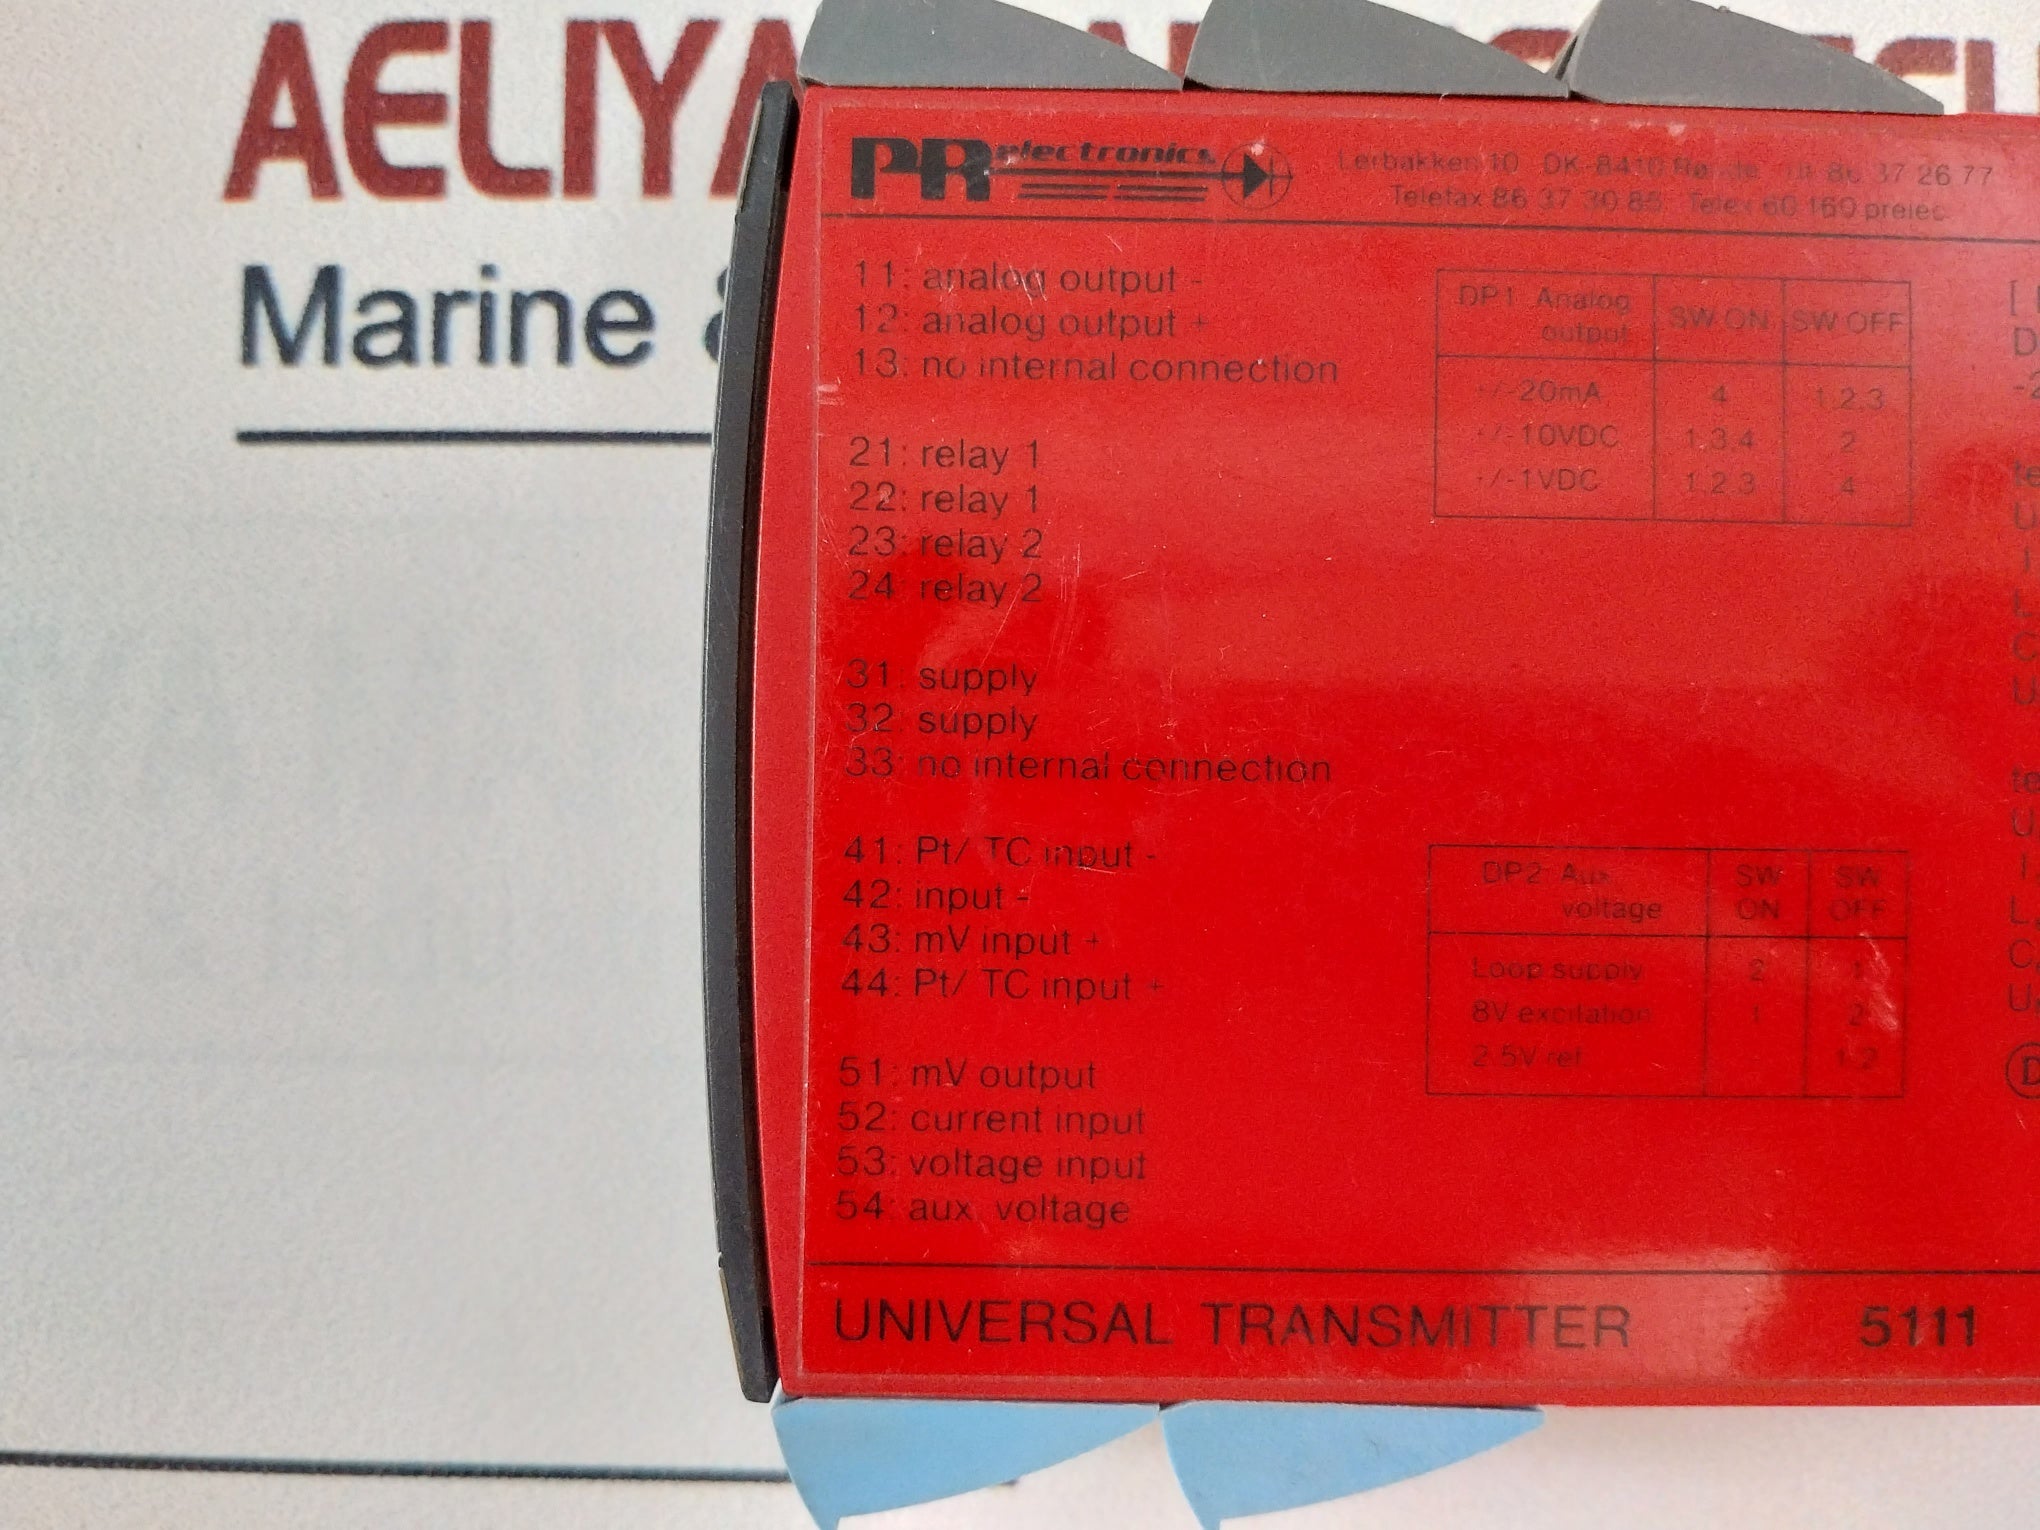 AELIYA
Marine &
PR electronics
Lerbakken 10 DK-8410 Rønde Tlf. 86 37 26 77
Telefax 86 37 30 85 Telex 60 160 prelec
11: analog output -
12: analog output +
13: no internal connection
21: relay 1
22: relay 1
23: relay 2
24: relay 2
31: supply
32: supply
33: no internal connection
41: Pt/ TC input -
42: input -
43: mV input +
44: Pt/ TC input +
51: mV output
52: current input
53: voltage input
54: aux. voltage
DP1: Analog output SW ON SW OFF
+/-20mA 4 1,2,3
+/-10VDC 1,3,4 2
+/-1VDC 1,2,3 4
DP2: Aux. voltage SW ON SW OFF
Loop supply 2 1
8V excitation 1 2
2.5V ref. 1,2
UNIVERSAL TRANSMITTER 5111